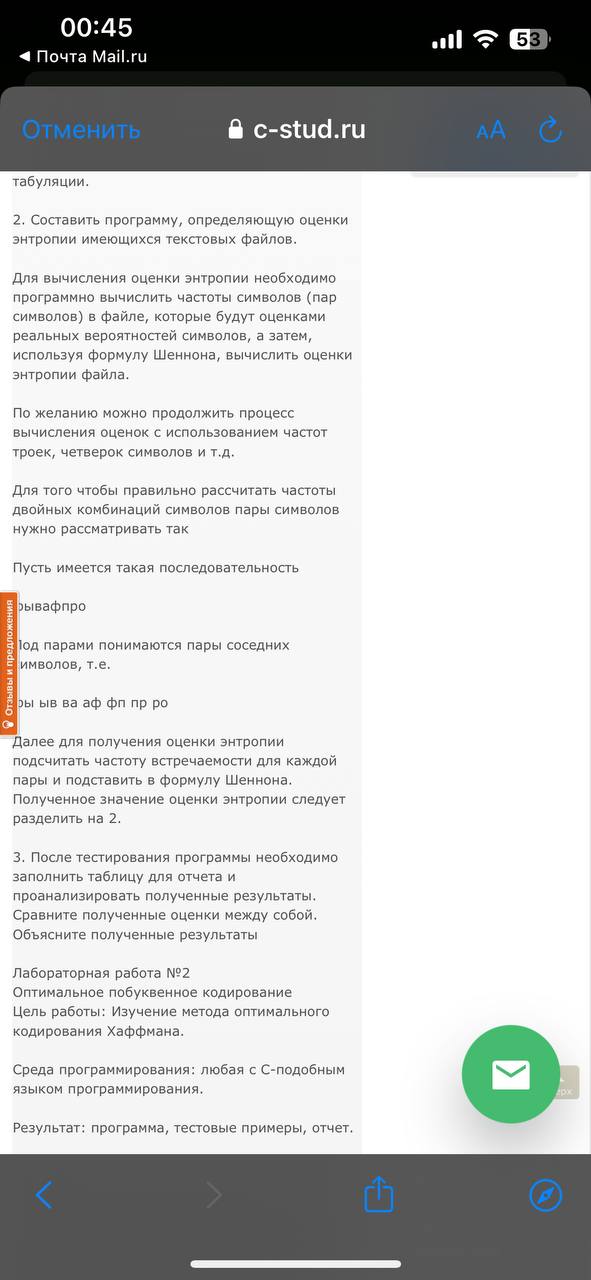 00:45
Почта Mail.ru
53
Отменить
c-stud.ru
AA
табуляции.
2. Составить программу, определяющую оценки
энтропии имеющихся текстовых файлов.
Для вычисления оценки энтропии необходимо
программно вычислить частоты символов (пар
символов) в файле, которые будут оценками
реальных вероятностей символов, а затем,
используя формулу Шеннона, вычислить оценки
энтропии файла.
По желанию можно продолжить процесс
вычисления оценок с использованием частот
троек, четверок символов и т.д.
Для того чтобы правильно рассчитать частоты
двойных комбинаций символов пары символов
нужно рассматривать так
Пусть имеется такая последовательность
рывафпро
Под парами понимаются пары соседних
символов, т.е.
ры ыв ва аф фп пр ро
Отзывы и предложения
Далее для получения оценки энтропии
подсчитать частоту встречаемости для каждой
пары и подставить в формулу Шеннона.
Полученное значение оценки энтропии следует
разделить на 2.
3. После тестирования программы необходимо
заполнить таблицу для отчета и
проанализировать полученные результаты.
Сравните полученные оценки между собой.
Объясните полученные результаты
Лабораторная работа №2
Оптимальное побуквенное кодирование
Цель работы: Изучение метода оптимального
кодирования Хаффмана.
Среда программирования: любая с C-подобным
языком программирования.
Результат: программа, тестовые примеры, отчет.